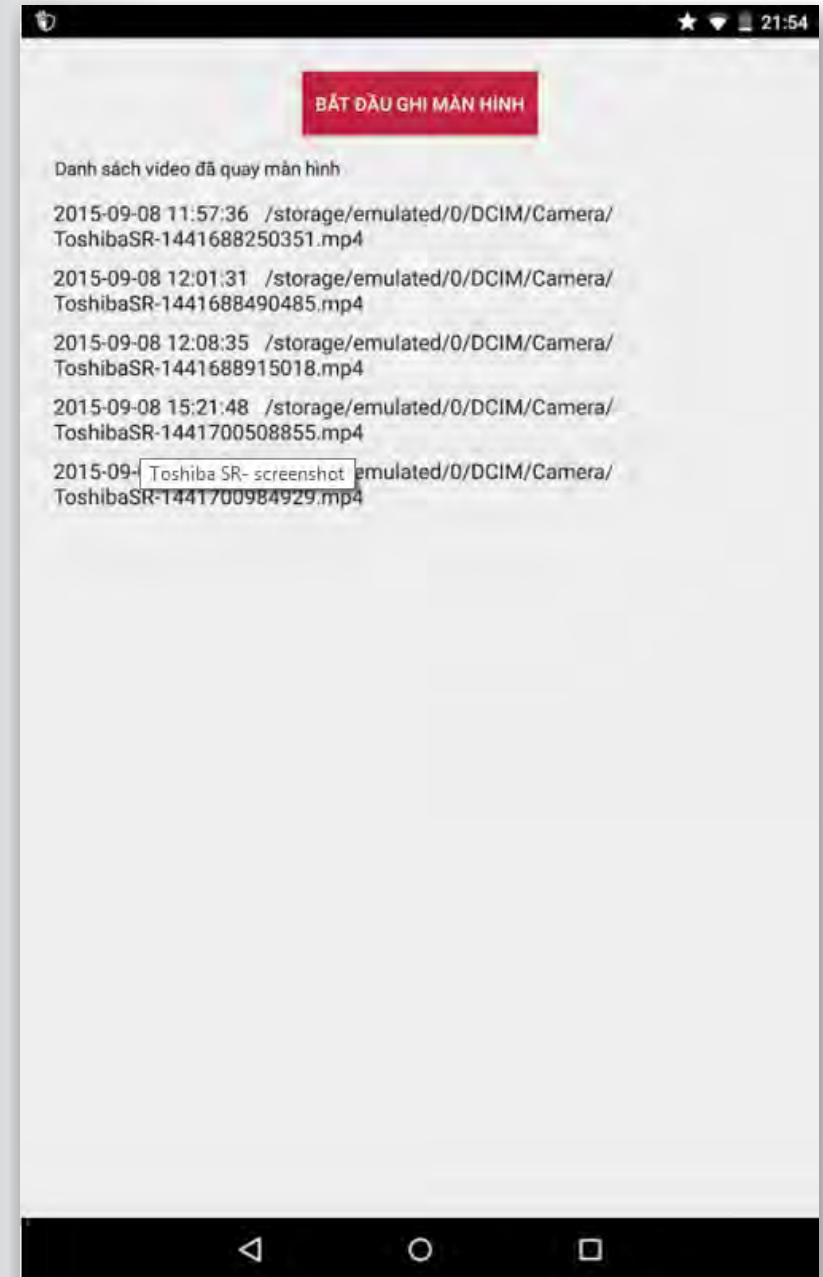 21:54
BẮT ĐẦU GHI MÀN HÌNH
Danh sách video đã quay màn hình
2015-09-08 11:57:36 /storage/emulated/0/DCIM/Camera/
ToshibaSR-1441688250351.mp4
2015-09-08 12:01:31 /storage/emulated/0/DCIM/Camera/
ToshibaSR-1441688490485.mp4
2015-09-08 12:08:35 /storage/emulated/0/DCIM/Camera/
ToshibaSR-1441688915018.mp4
2015-09-08 15:21:48 /storage/emulated/0/DCIM/Camera/
ToshibaSR-1441700508855.mp4
2015-09- Toshiba SR- screenshot emulated/0/DCIM/Camera/
ToshibaSR-1441700984929.mp4